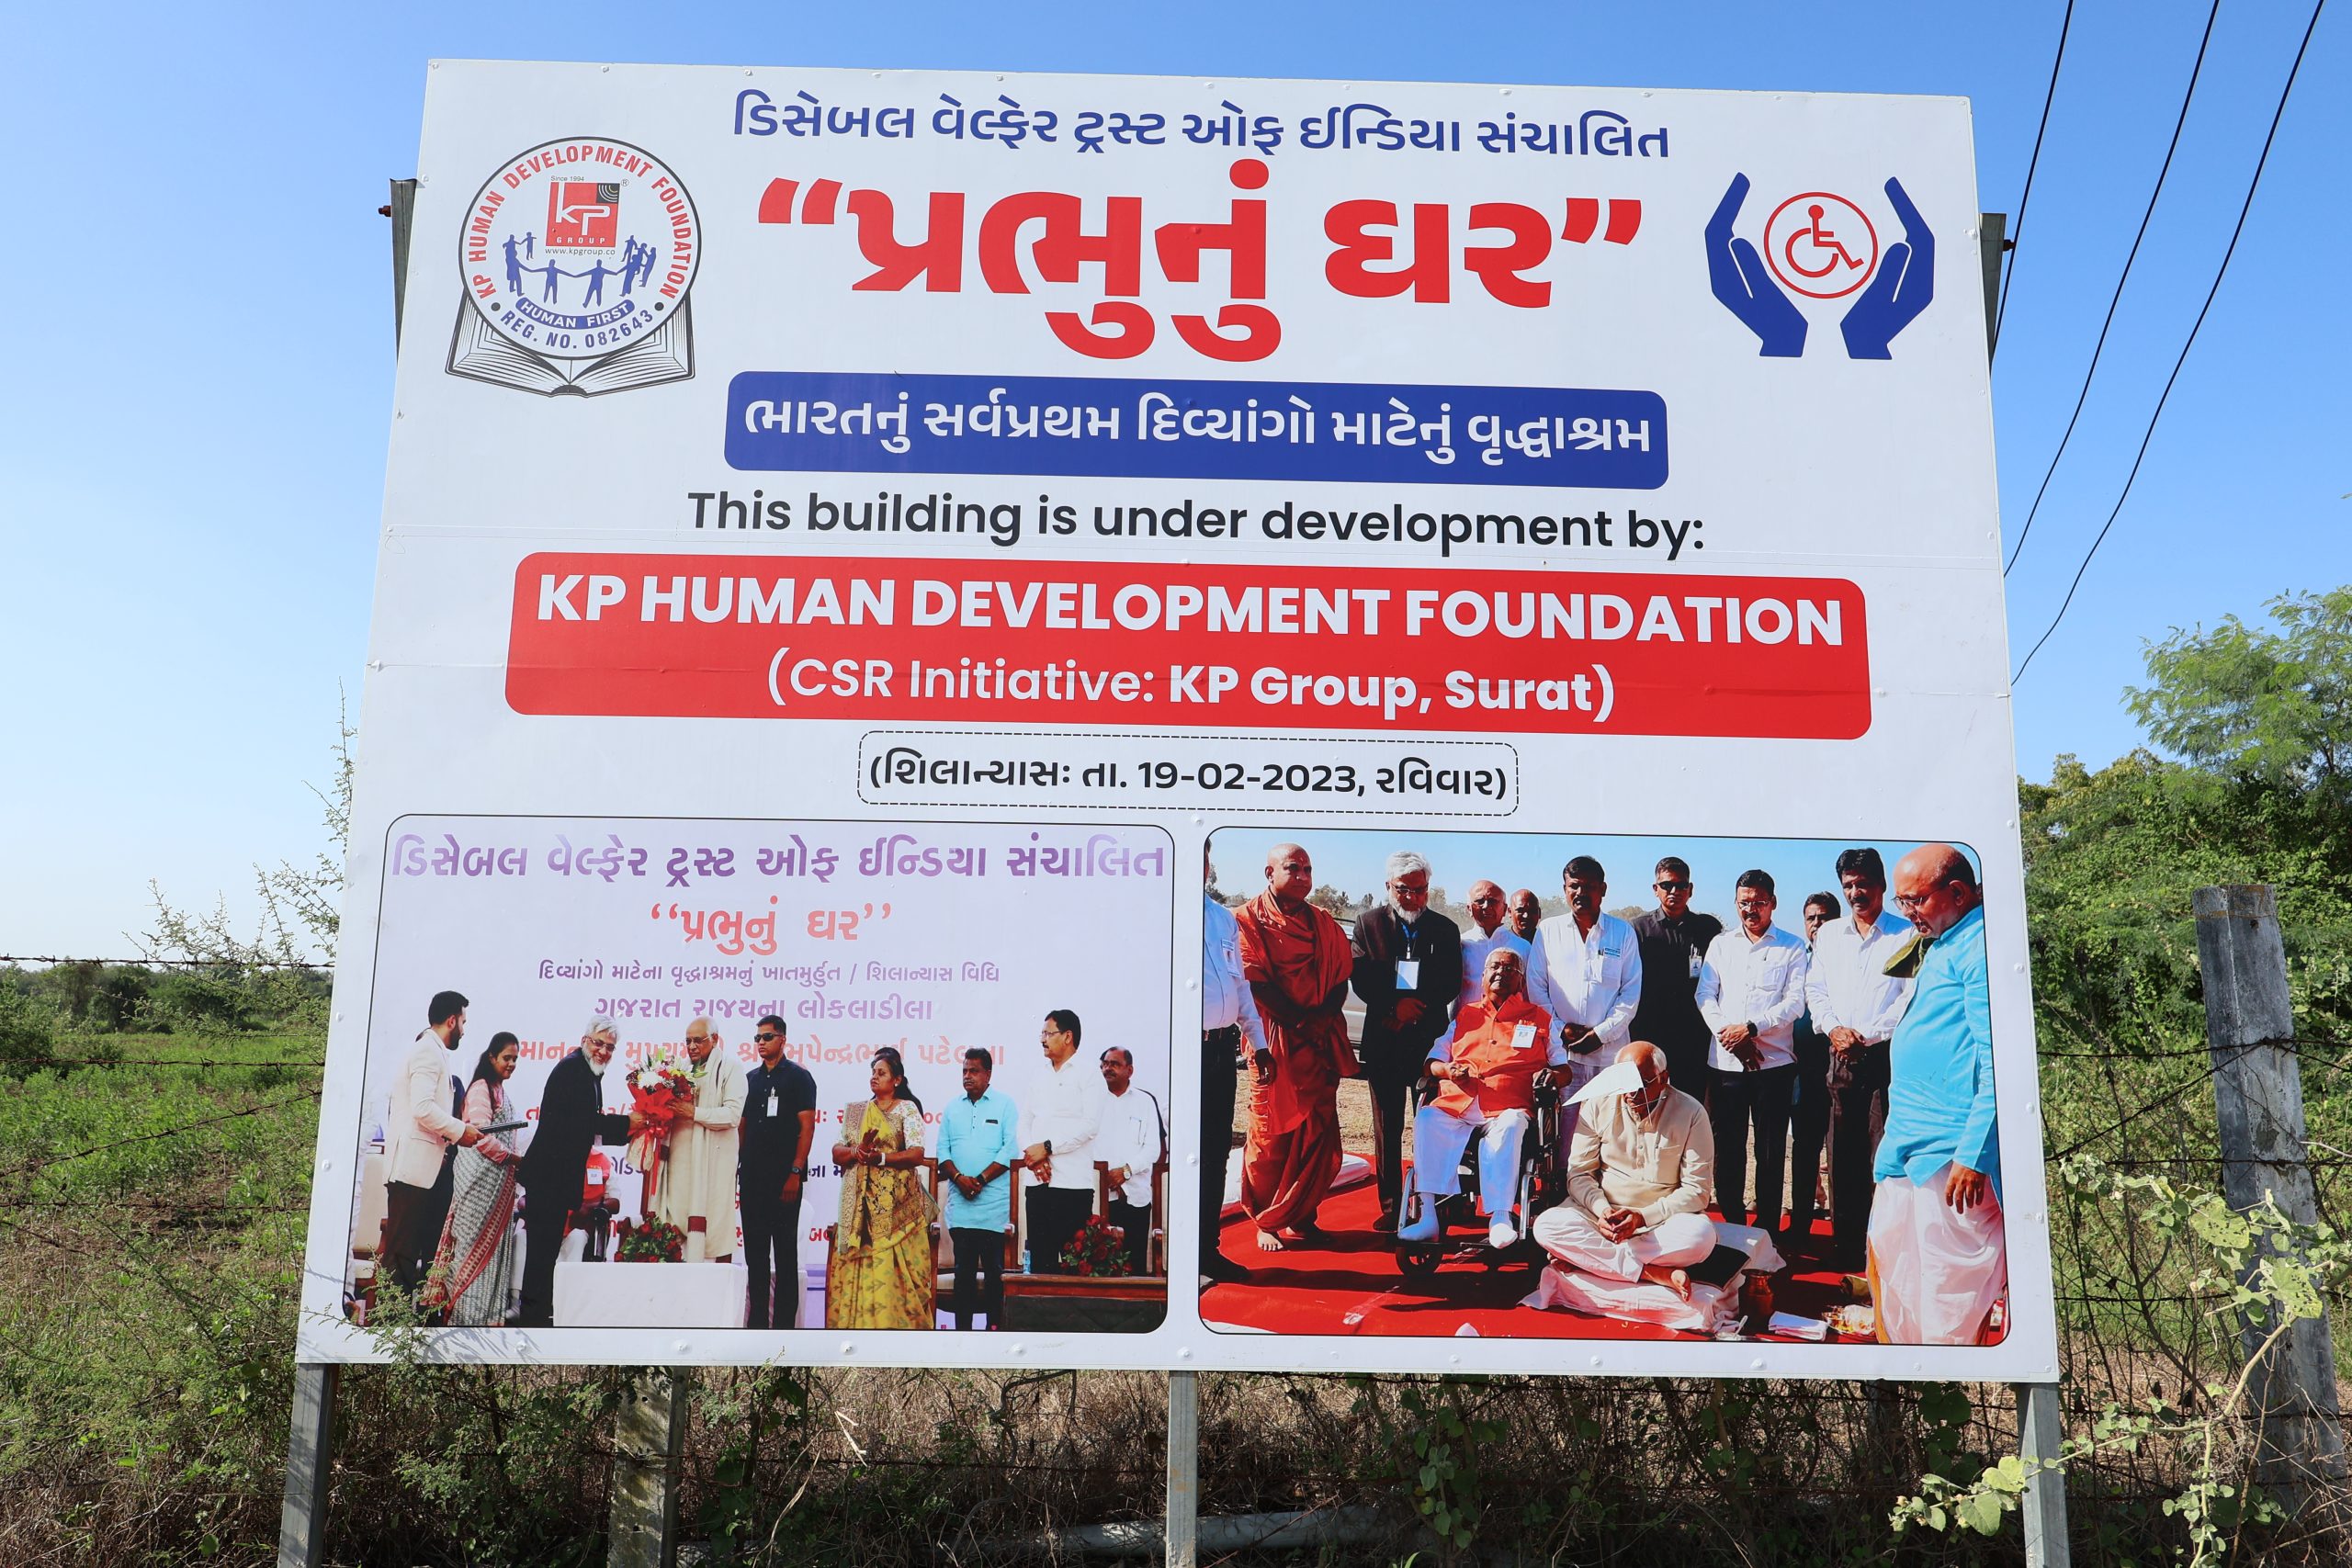 ડિસેબલ વેલ્ફેર ટ્રસ્ટ ઓફ ઈન્ડિયા સંચાલિત
“પ્રભુનું ઘર”
KP HUMAN DEVELOPMENT FOUNDATION
Since 1994
KP
®
GROUP
www.kpgroup.co
HUMAN FIRST
REG. NO. 082643
ભારતનું સર્વપ્રથમ દિવ્યાંગો માટેનું વૃદ્ધાશ્રમ
This building is under development by:
KP HUMAN DEVELOPMENT FOUNDATION
(CSR Initiative: KP Group, Surat)
(શિલાન્યાસઃ તા. 19-02-2023, રવિવાર)
ડિસેબલ વેલ્ફેર ટ્રસ્ટ ઓફ ઈન્ડિયા સંચાલિત
‘‘પ્રભુનું ઘર’’
દિવ્યાંગો માટેના વૃદ્ધાશ્રમનું ખાતમુર્હુત / શિલાન્યાસ વિધિ
ગુજરાત રાજ્યના લોકલાડીલા